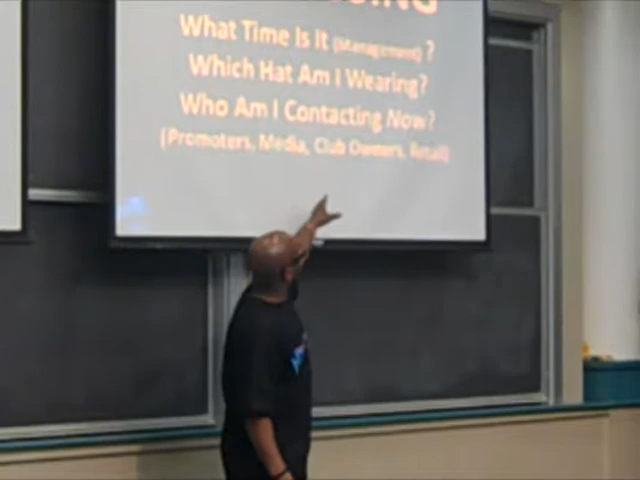 What Time Is It (Management) ?
Which Hat Am I Wearing?
Who Am I Contacting Now?
(Promoters, Media, Club Owners, Retail)